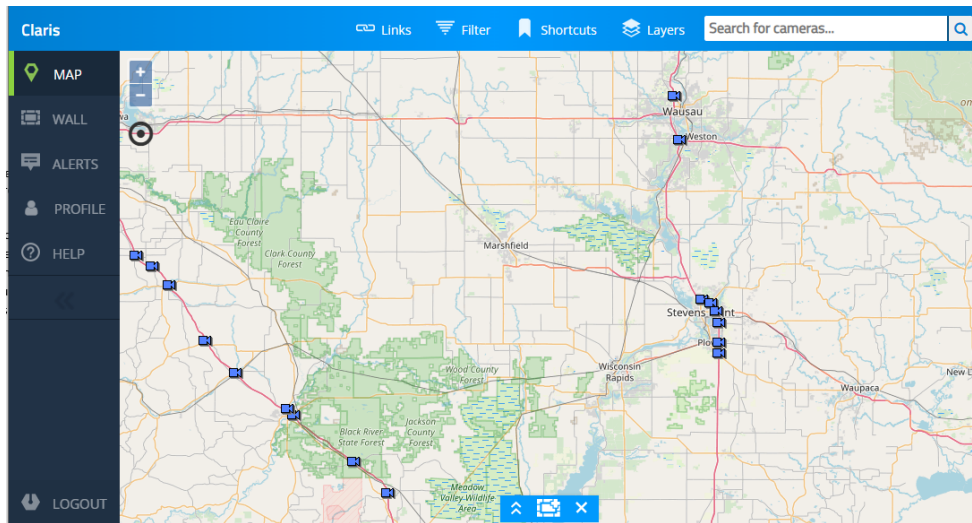 Claris
Links
Filter
Shortcuts
Layers
Search for cameras...
MAP
WALL
ALERTS
PROFILE
HELP
LOGOUT
+
−
Wausau
Weston
Eau Claire
County
Forest
Clark County
Forest
Marshfield
Stevens
Wisconsin
Rapids
Wood County
Forest
Waupaca
New L
Jackson
County
Forest
Black River
State Forest
Meadow
Valley Wildlife
Area